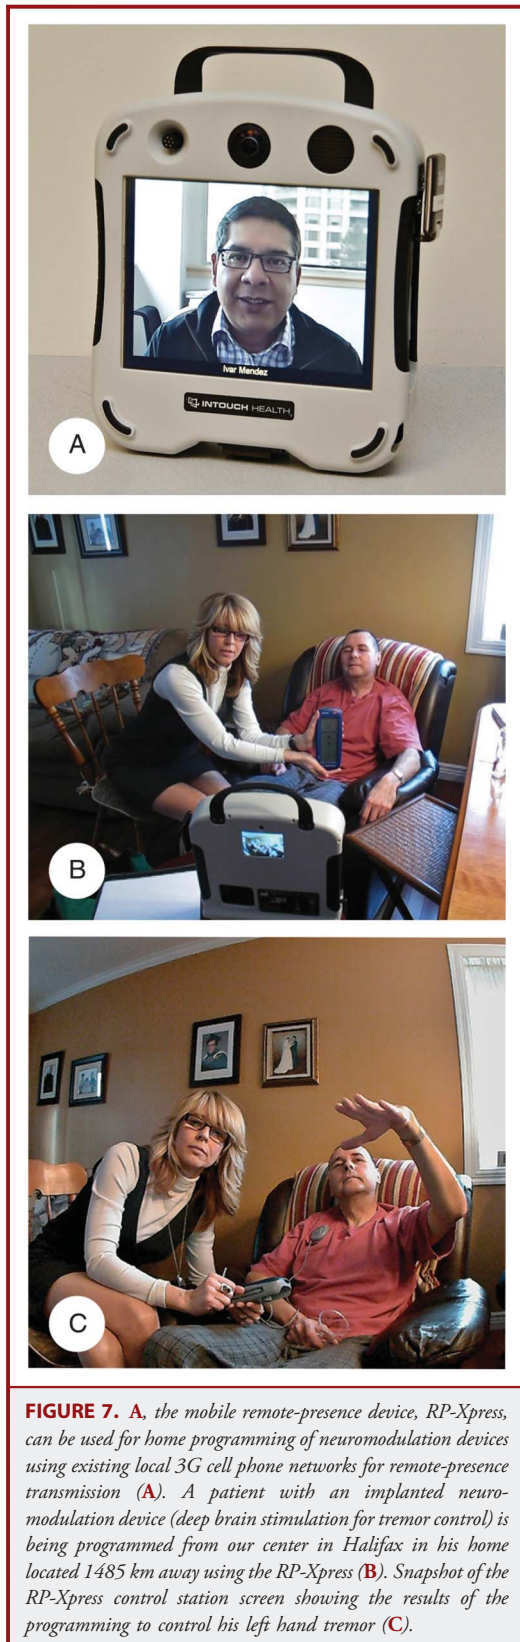 Ivar Mendez
INTOUCH HEALTH
A
B
C
FIGURE 7. A, the mobile remote-presence device, RP-Xpress,
can be used for home programming of neuromodulation devices
using existing local 3G cell phone networks for remote-presence
transmission (A). A patient with an implanted neuro-
modulation device (deep brain stimulation for tremor control) is
being programmed from our center in Halifax in his home
located 1485 km away using the RP-Xpress (B). Snapshot of the
RP-Xpress control station screen showing the results of the
programming to control his left hand tremor (C).